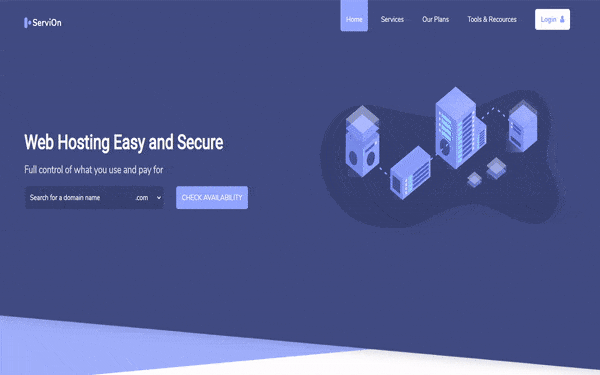 ServiOn
Home Services Our Plans Tools & Recources Login
Web Hosting Easy and Secure
Full control of what you use and pay for
Search for a domain name .com CHECK AVAILABILITY